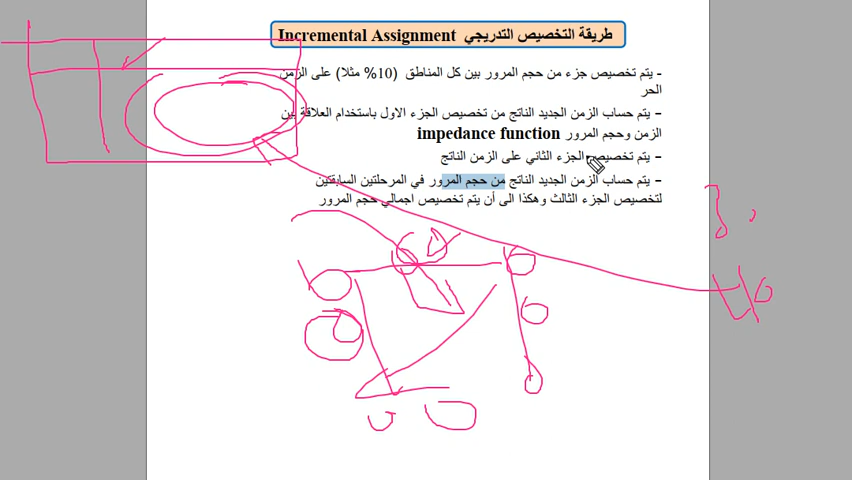 طريقة التخصيص التدريجي Incremental Assignment
- يتم تخصيص جزء من حجم المرور بين كل المناطق (10% مثلا) على الزمن
الحر
- يتم حساب الزمن الجديد الناتج من تخصيص الجزء الاول باستخدام العلاقة بين
الزمن وحجم المرور impedance function
- يتم تخصيص الجزء الثاني على الزمن الناتج
- يتم حساب الزمن الجديد الناتج من حجم المرور في المرحلتين السابقتين
لتخصيص الجزء الثالث وهكذا الى أن يتم تخصيص اجمالي حجم المرور